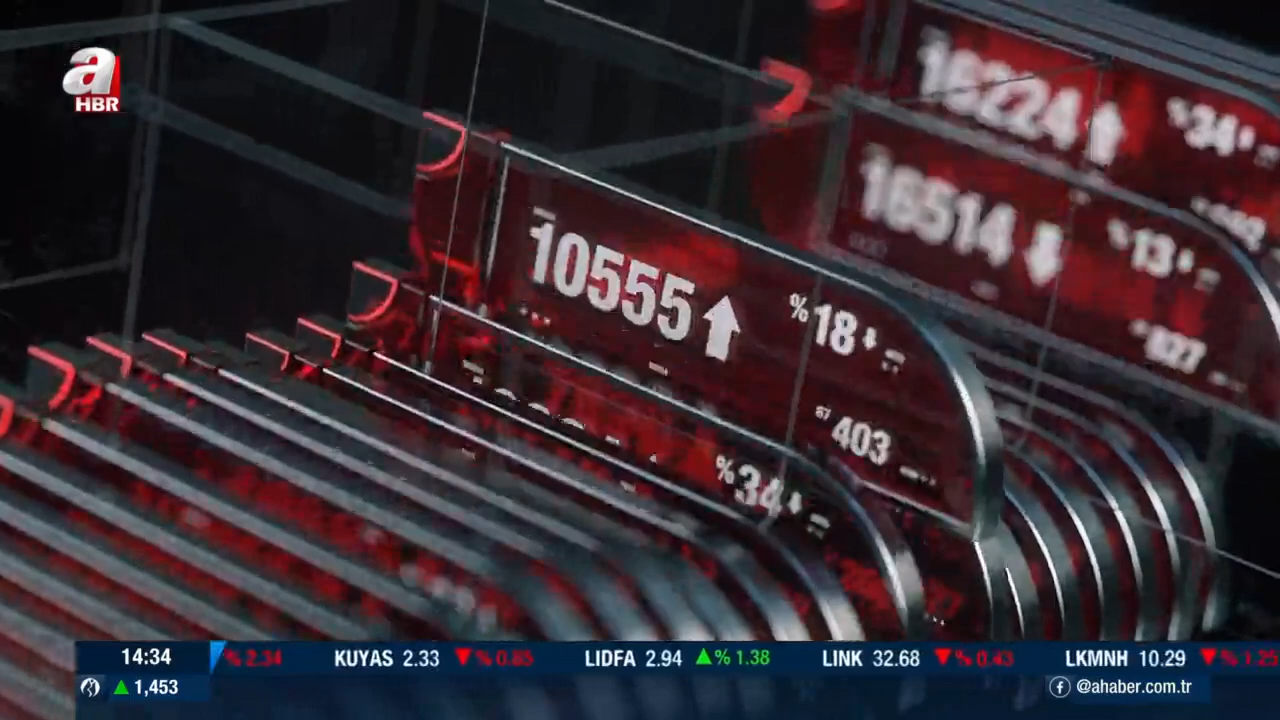 a
HBR
16224
%34
16514
%13
827
10555
%18
403
%34
14:34
% 2.34
KUYAS 2.33 % 0.85
LIDFA 2.94 % 1.38
LINK 32.68 % 0.43
LKMNH 10.29 % 1.25
1,453
@ahaber.com.tr